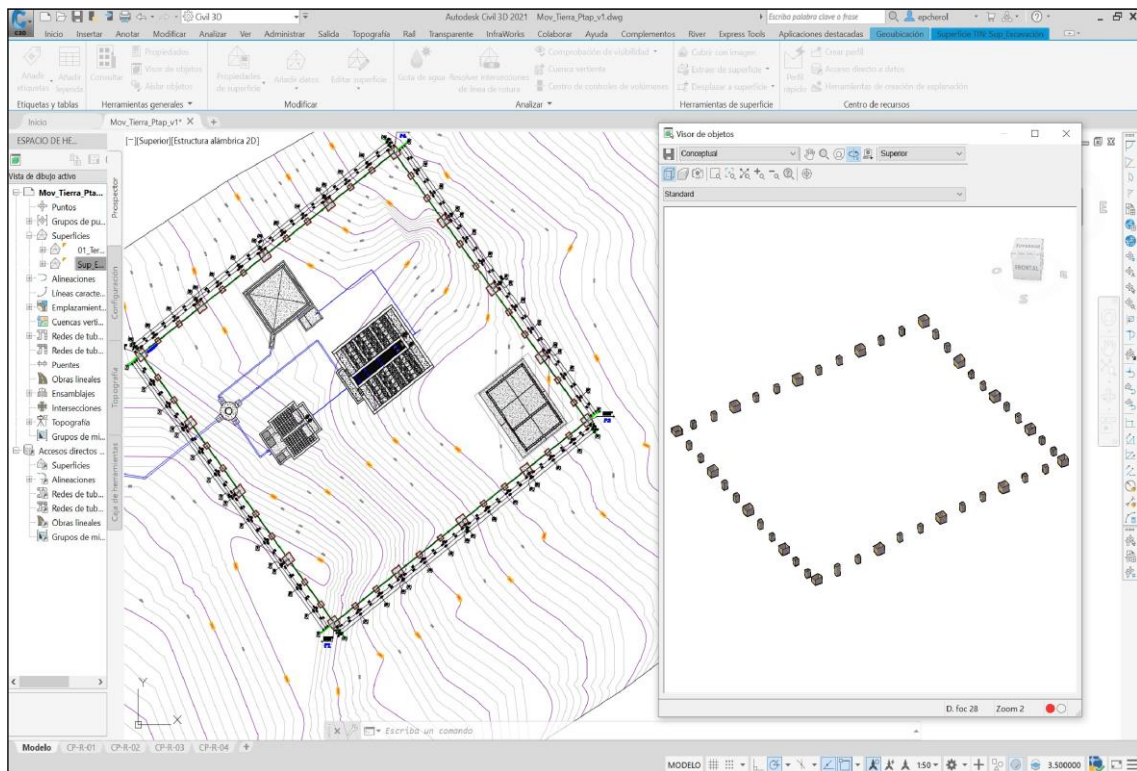 C3D
Civil 3D
Autodesk Civil 3D 2021 Mov_Tierra_Ptap_v1.dwg
Escriba palabra clave o frase
epcherol
Inicio Insertar Anotar Modificar Analizar Ver Administrar Salida Topografía Rail Transparente InfraWorks Colaborar Ayuda Complementos River Express Tools Aplicaciones destacadas Geoubicación Superficie TIN: Sup_Excavación
Añadir etiquetas
Añadir leyenda
Consultar
Propiedades
Visor de objetos
Aislar objetos
Propiedades de superficie
Añadir datos
Editar superficie
Gota de agua
Resolver intersecciones de línea de rotura
Comprobación de visibilidad
Cuenca vertiente
Centro de controles de volúmenes
Cubrir con imagen
Extraer de superficie
Desplazar a superficie
Perfil rápido
Crear perfil
Acceso directo a datos
Herramientas de creación de explanación
Etiquetas y tablas Herramientas generales Modificar Analizar Herramientas de superficie Centro de recursos
Inicio Mov_Tierra_Ptap_v1*
ESPACIO DE HE...
Vista de dibujo activo
Mov_Tierra_Pta...
Puntos
Grupos de pu...
Superficies
01_Ter...
Sup_E...
Alineaciones
Líneas caracte...
Emplazamient...
Cuencas verti...
Redes de tub...
Redes de tub...
Puentes
Obras lineales
Ensamblajes
Intersecciones
Topografía
Grupos de mi...
Accesos directos ...
Superficies
Alineaciones
Redes de tub...
Redes de tub...
Obras lineales
Grupos de mi...
Prospector
Configuración
Topografía
Caja de herramientas
[−][Superior][Estructura alámbrica 2D]
Y
X
Visor de objetos
Conceptual
Superior
Standard
SUPERIOR
FRONTAL
O
E
S
D. foc 28 Zoom 2
Escriba un comando
Modelo CP-R-01 CP-R-02 CP-R-03 CP-R-04 +
MODELO 1:50 3.500000